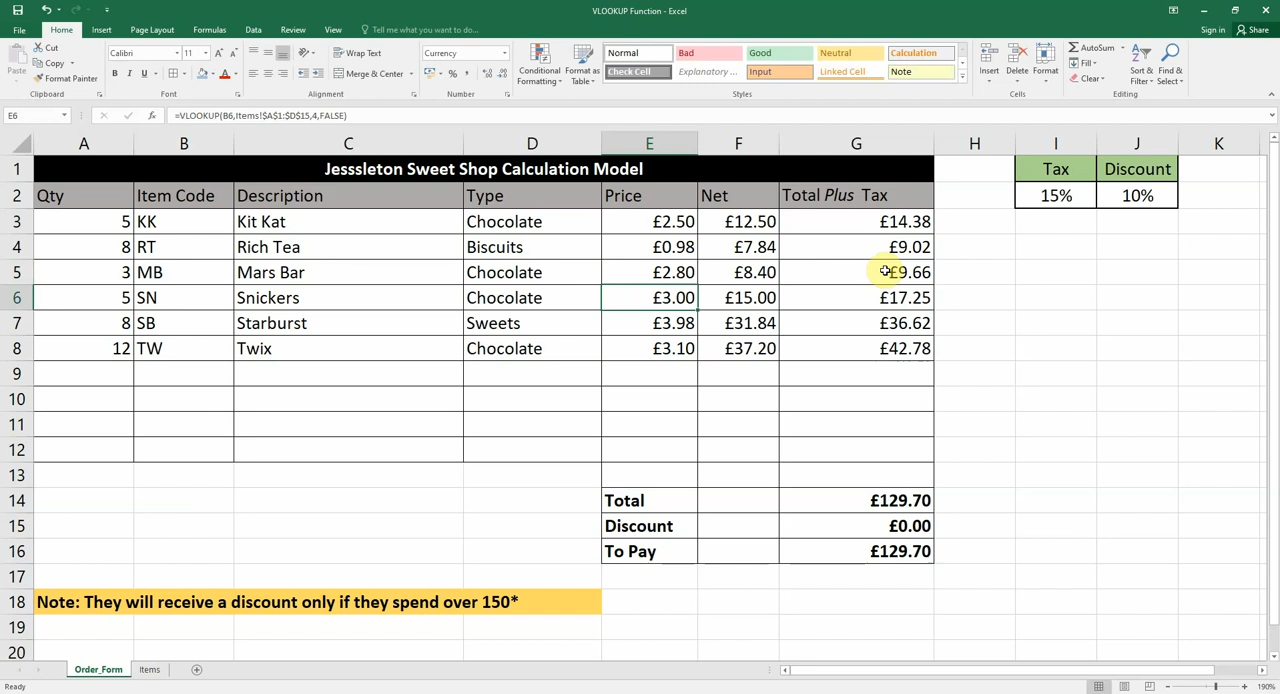 VLOOKUP Function - Excel
Sign in Share
File Home Insert Page Layout Formulas Data Review View Tell me what you want to do...
Paste Cut Copy Format Painter
Clipboard
Calibri 11
B I U
Font
Wrap Text
Merge & Center
Alignment
Currency
Number
Conditional Formatting Format as Table
Normal Bad Good Neutral Calculation
Check Cell Explanatory ... Input Linked Cell Note
Styles
Insert Delete Format
Cells
AutoSum
Fill
Clear
Sort & Filter Find & Select
Editing
E6 fx =VLOOKUP(B6,Items!$A$1:$D$15,4,FALSE)
A B C D E F G H I J K
1 Jesssleton Sweet Shop Calculation Model Tax Discount
2 Qty Item Code Description Type Price Net Total Plus Tax 15% 10%
3 5 KK Kit Kat Chocolate £2.50 £12.50 £14.38
4 8 RT Rich Tea Biscuits £0.98 £7.84 £9.02
5 3 MB Mars Bar Chocolate £2.80 £8.40 £9.66
6 5 SN Snickers Chocolate £3.00 £15.00 £17.25
7 8 SB Starburst Sweets £3.98 £31.84 £36.62
8 12 TW Twix Chocolate £3.10 £37.20 £42.78
9
10
11
12
13
14 Total £129.70
15 Discount £0.00
16 To Pay £129.70
17
18 Note: They will receive a discount only if they spend over 150*
19
20
Order_Form Items
Ready 190%